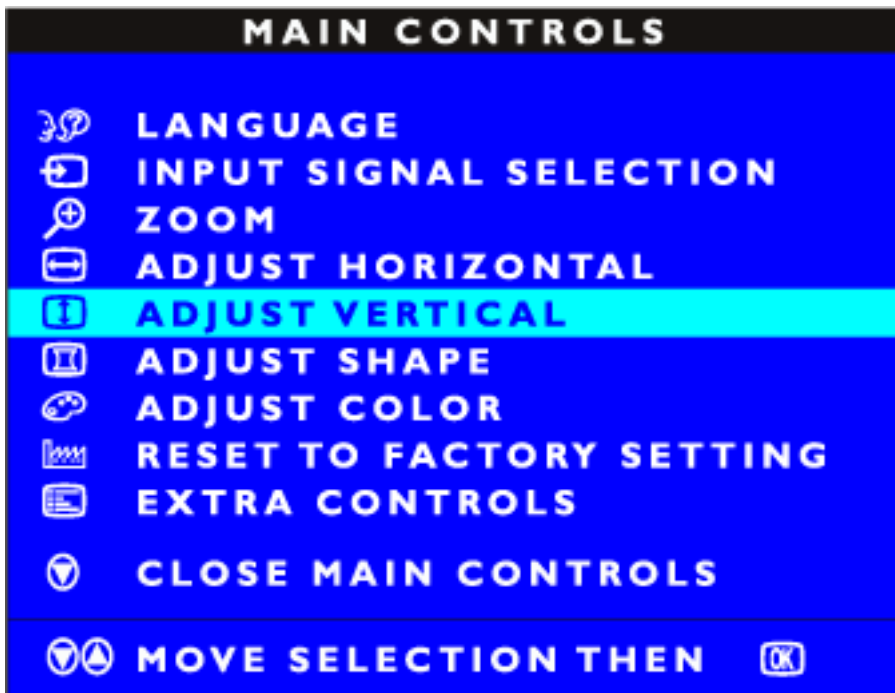 MAIN CONTROLS
LANGUAGE
INPUT SIGNAL SELECTION
ZOOM
ADJUST HORIZONTAL
ADJUST VERTICAL
ADJUST SHAPE
ADJUST COLOR
RESET TO FACTORY SETTING
EXTRA CONTROLS
CLOSE MAIN CONTROLS
MOVE SELECTION THEN OK